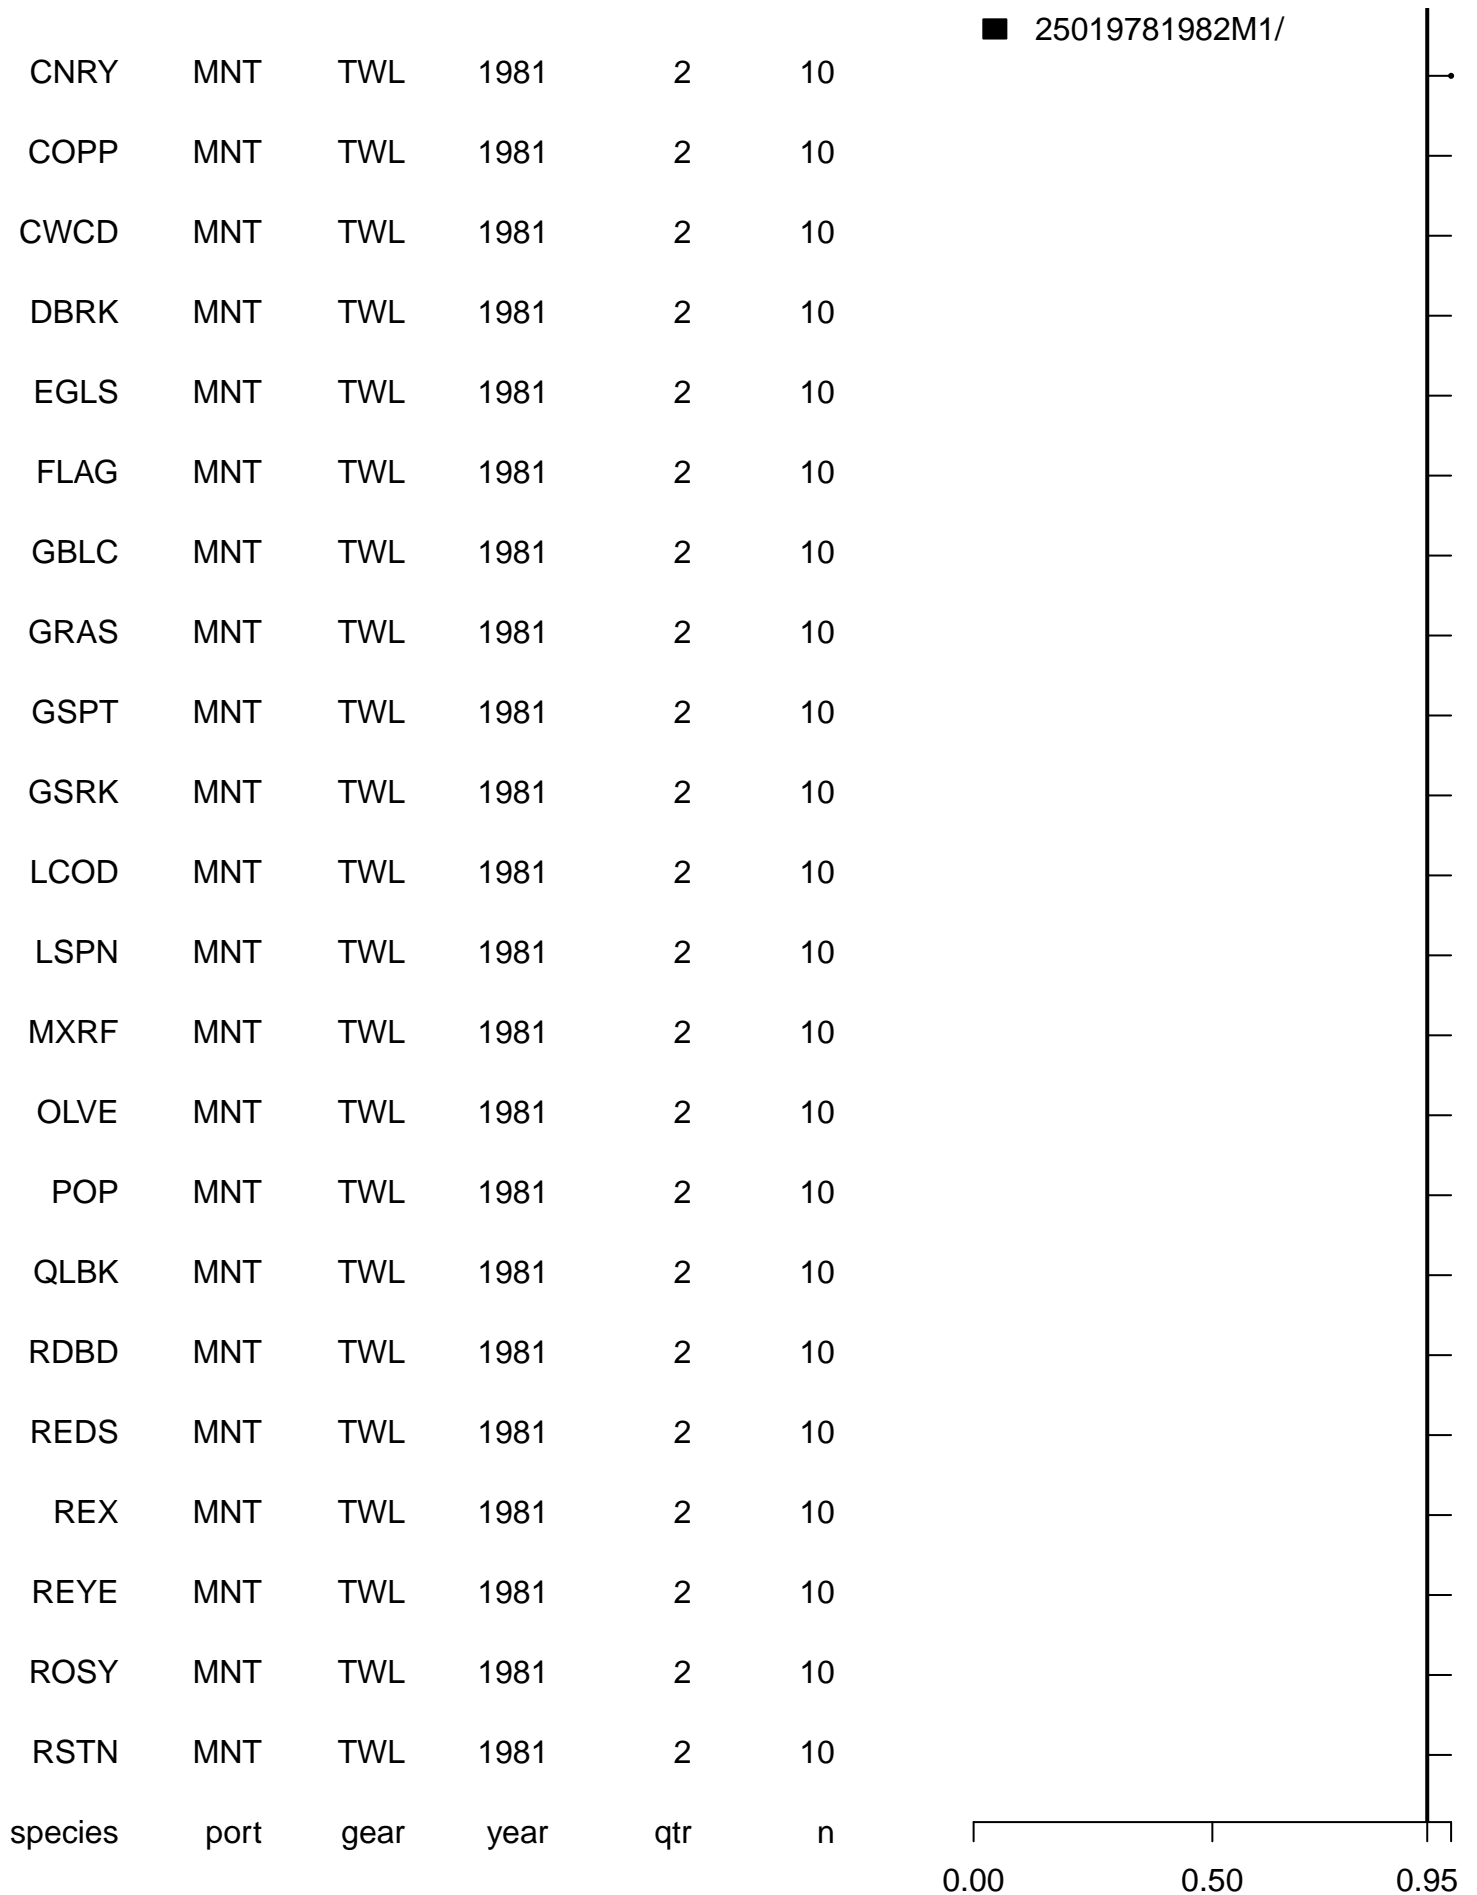 25019781982M1/
CNRY MNT TWL 1981 2 10
COPP MNT TWL 1981 2 10
CWCD MNT TWL 1981 2 10
DBRK MNT TWL 1981 2 10
EGLS MNT TWL 1981 2 10
FLAG MNT TWL 1981 2 10
GBLC MNT TWL 1981 2 10
GRAS MNT TWL 1981 2 10
GSPT MNT TWL 1981 2 10
GSRK MNT TWL 1981 2 10
LCOD MNT TWL 1981 2 10
LSPN MNT TWL 1981 2 10
MXRF MNT TWL 1981 2 10
OLVE MNT TWL 1981 2 10
POP MNT TWL 1981 2 10
QLBK MNT TWL 1981 2 10
RDBD MNT TWL 1981 2 10
REDS MNT TWL 1981 2 10
REX MNT TWL 1981 2 10
REYE MNT TWL 1981 2 10
ROSY MNT TWL 1981 2 10
RSTN MNT TWL 1981 2 10
species port gear year qtr n
0.00 0.50 0.95